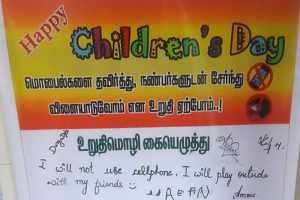 Happy
Children's Day
மொபைல்களை தவிர்த்து, நண்பர்களுடன் சேர்ந்து
விளையாடுவோம் என உறுதி ஏற்போம்..!
உறுதிமொழி கையெழுத்து
I will not use cellphone. I will play outside
with my friends